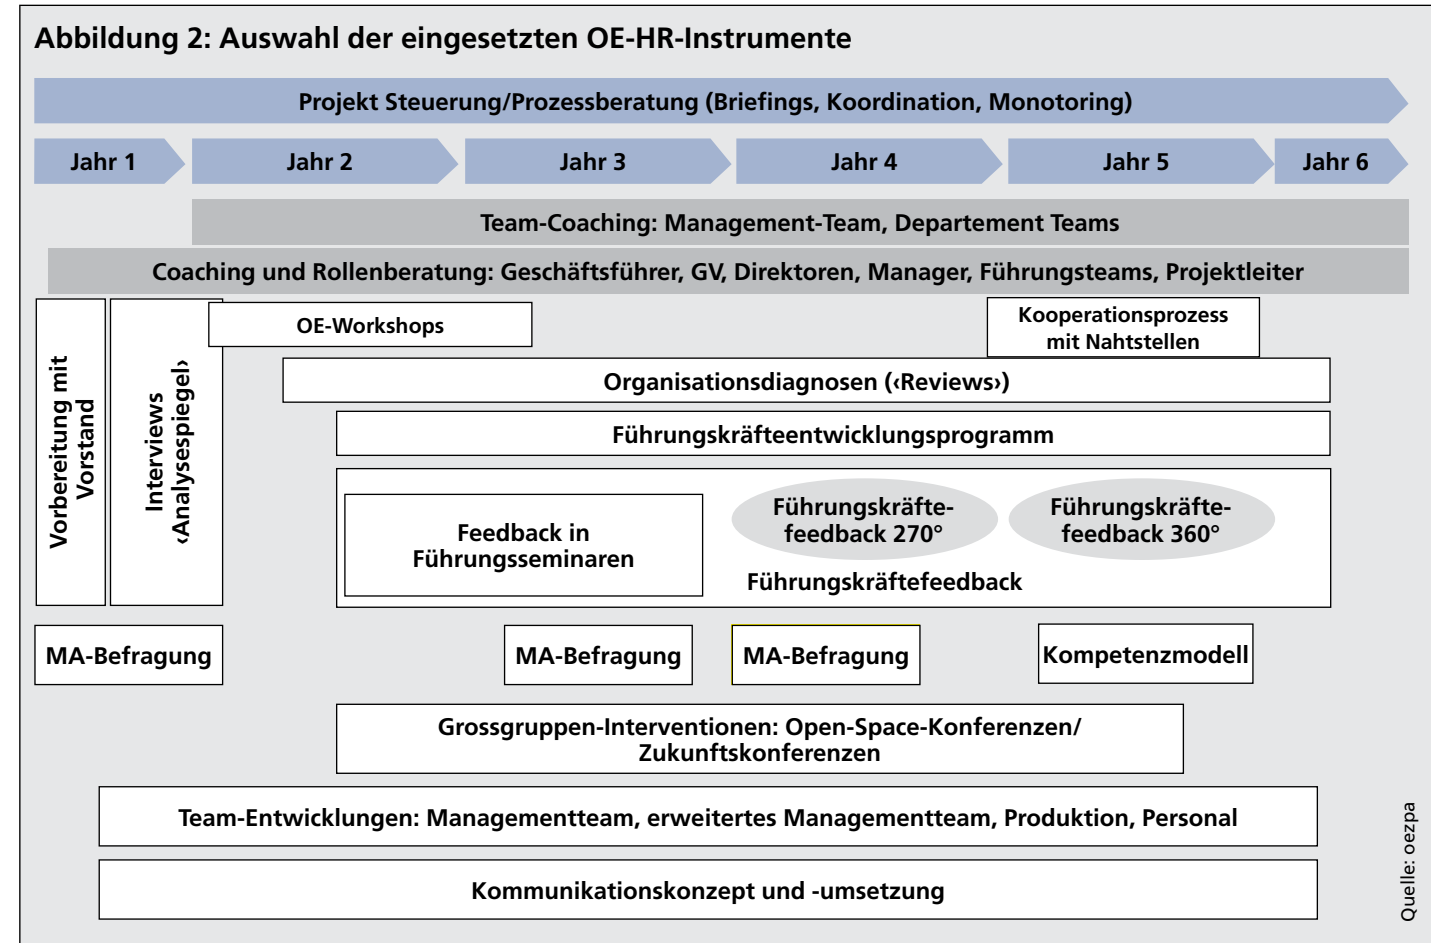 Abbildung 2: Auswahl der eingesetzten OE-HR-Instrumente
Projekt Steuerung/Prozessberatung (Briefings, Koordination, Monotoring)
Jahr 1
Jahr 2
Jahr 3
Jahr 4
Jahr 5
Jahr 6
Team-Coaching: Management-Team, Departement Teams
Coaching und Rollenberatung: Geschäftsführer, GV, Direktoren, Manager, Führungsteams, Projektleiter
Vorbereitung mit
Vorstand
Interviews
‹Analysespiegel›
OE-Workshops
Kooperationsprozess
mit Nahtstellen
Organisationsdiagnosen (‹Reviews›)
Führungskräfteentwicklungsprogramm
Feedback in
Führungsseminaren
Führungskräfte-
feedback 270°
Führungskräfte-
feedback 360°
Führungskräftefeedback
MA-Befragung
MA-Befragung
MA-Befragung
Kompetenzmodell
Grossgruppen-Interventionen: Open-Space-Konferenzen/
Zukunftskonferenzen
Team-Entwicklungen: Managementteam, erweitertes Managementteam, Produktion, Personal
Kommunikationskonzept und -umsetzung
Quelle: oezpa